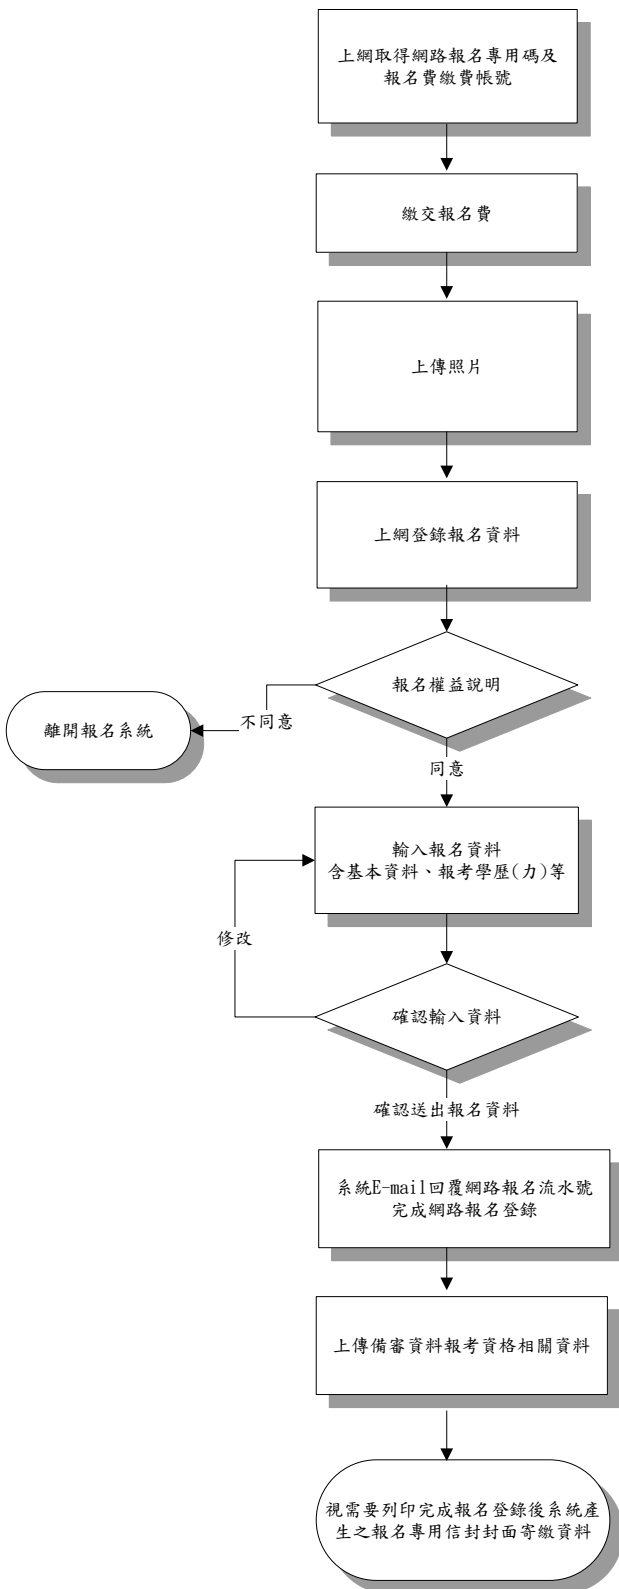 上網取得網路報名專用碼及
報名費繳費帳號
繳交報名費
上傳照片
上網登錄報名資料
報名權益說明
不同意
離開報名系統
同意
輸入報名資料
含基本資料、報考學歷(力)等
修改
確認輸入資料
確認送出報名資料
系統E-mail回覆網路報名流水號
完成網路報名登錄
上傳備審資料報考資格相關資料
視需要列印完成報名登錄後系統產
生之報名專用信封封面寄繳資料